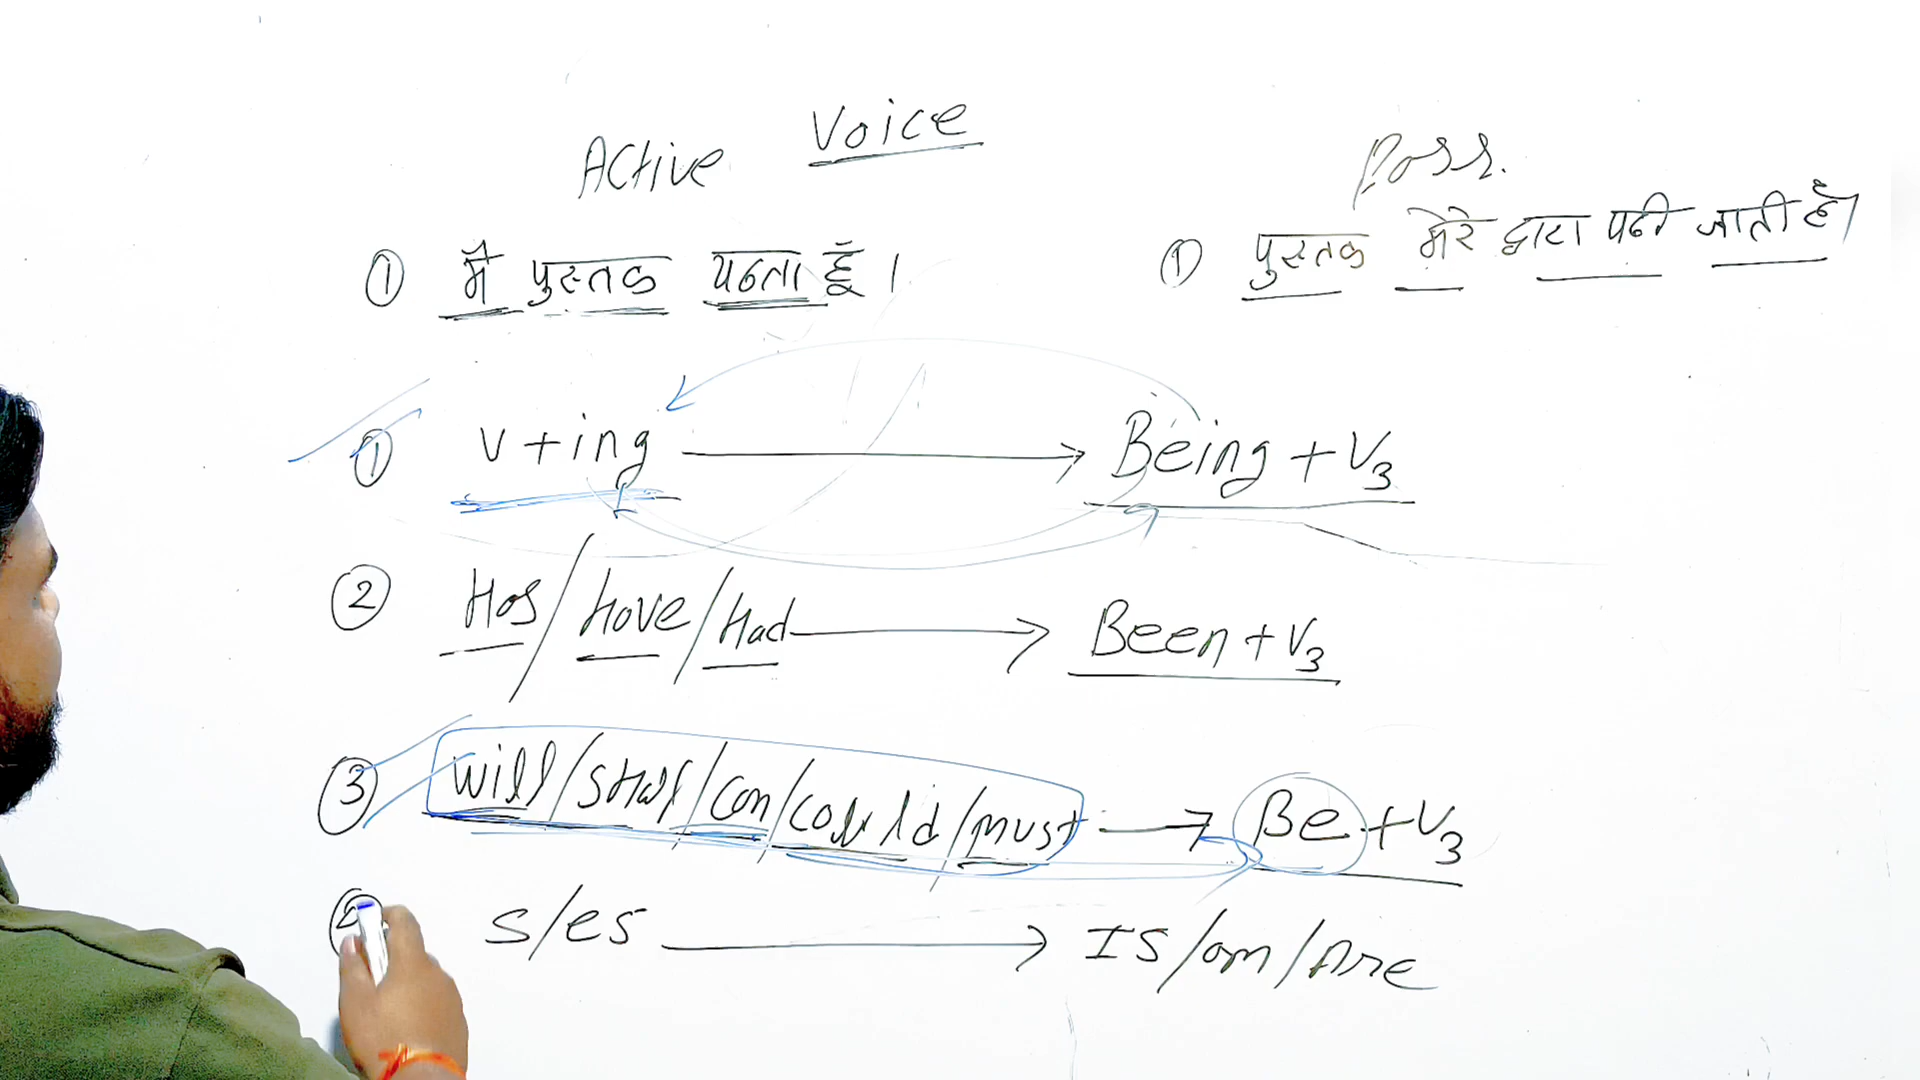 Voice
Active Pass.
① मैं पुस्तक पढता हूँ । ① पुस्तक मेरे द्वारा पढी जाती है।
① V+ing → Being + V3
② Has/Have/Had → Been + V3
③ will/shall/can/could/must → Be + V3
s/es → IS/am/Are